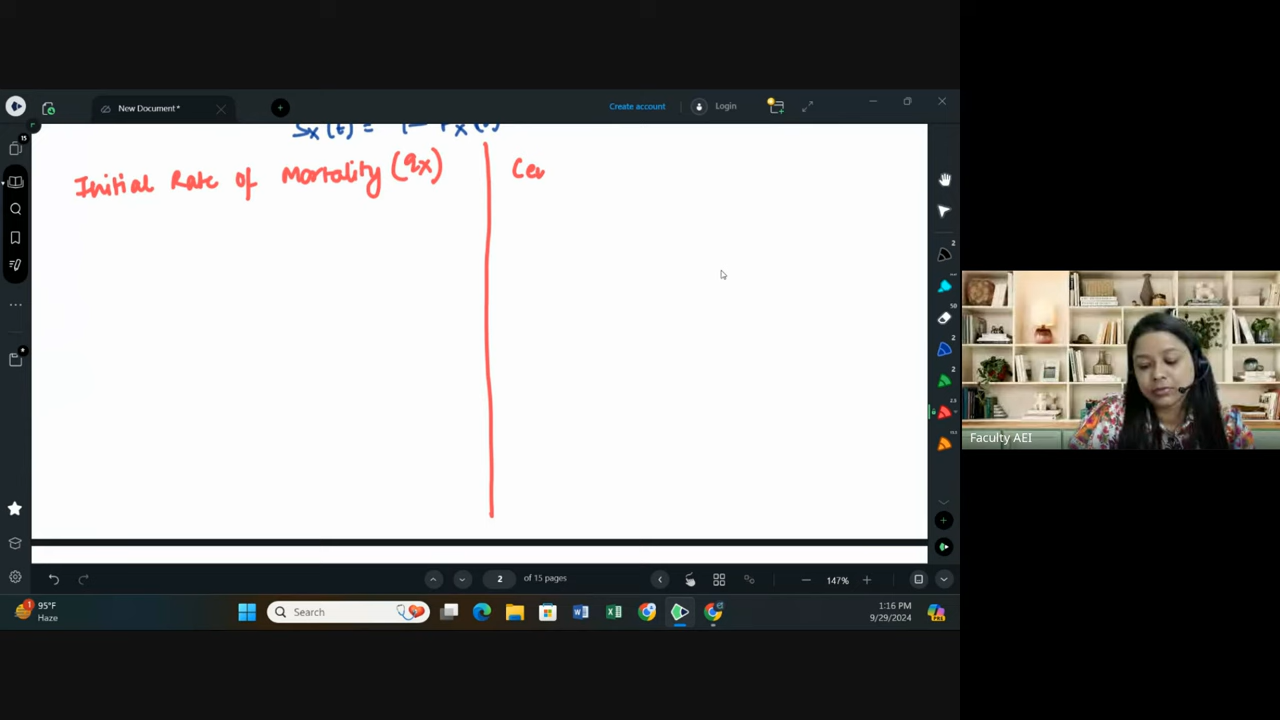 Create account
Login
New Document*
Initial Rate of Mortality (qx)
Cen
Faculty AEI
2 of 15 pages
147%
95°F
Haze
Search
1:16 PM
9/29/2024